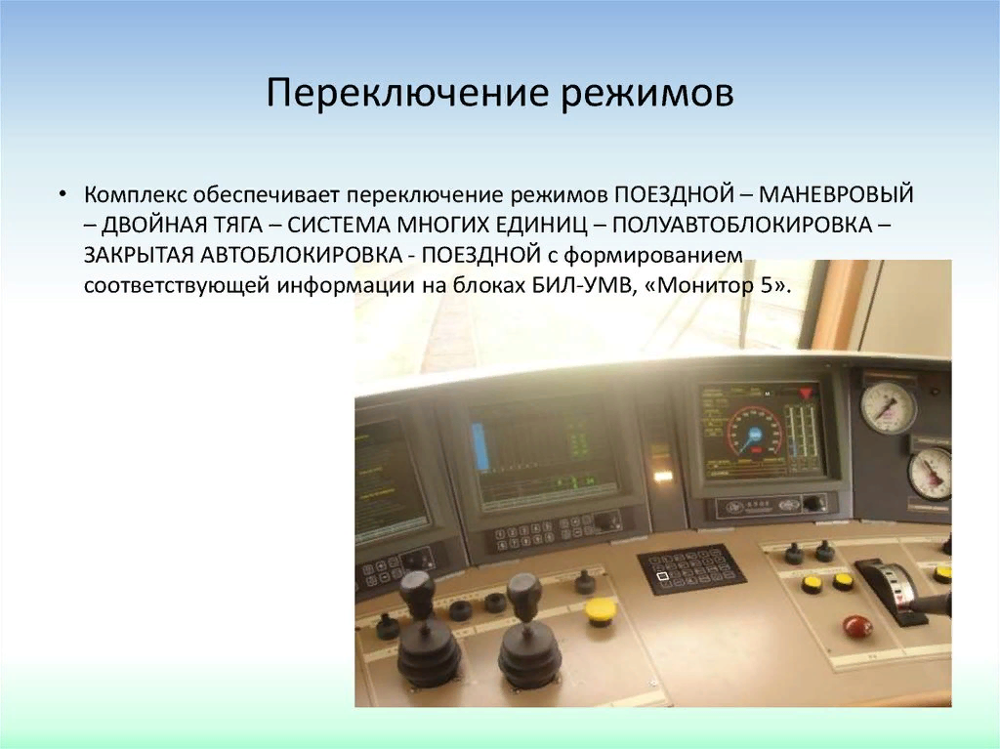 Переключение режимов
• Комплекс обеспечивает переключение режимов ПОЕЗДНОЙ – МАНЕВРОВЫЙ
– ДВОЙНАЯ ТЯГА – СИСТЕМА МНОГИХ ЕДИНИЦ – ПОЛУАВТОБЛОКИРОВКА –
ЗАКРЫТАЯ АВТОБЛОКИРОВКА - ПОЕЗДНОЙ с формированием
соответствующей информации на блоках БИЛ-УМВ, «Монитор 5».